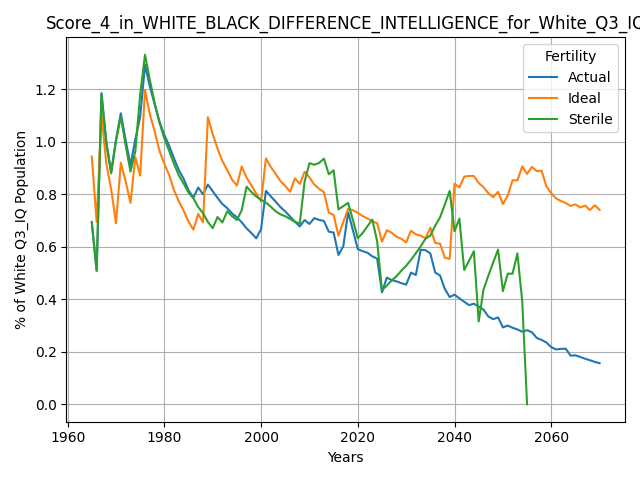 Score_4_in_WHITE_BLACK_DIFFERENCE_INTELLIGENCE_for_White_Q3_IQ
Fertility
Actual
Ideal
Sterile
% of White Q3_IQ Population
1.2
1.0
0.8
0.6
0.4
0.2
0.0
1960 1980 2000 2020 2040 2060
Years